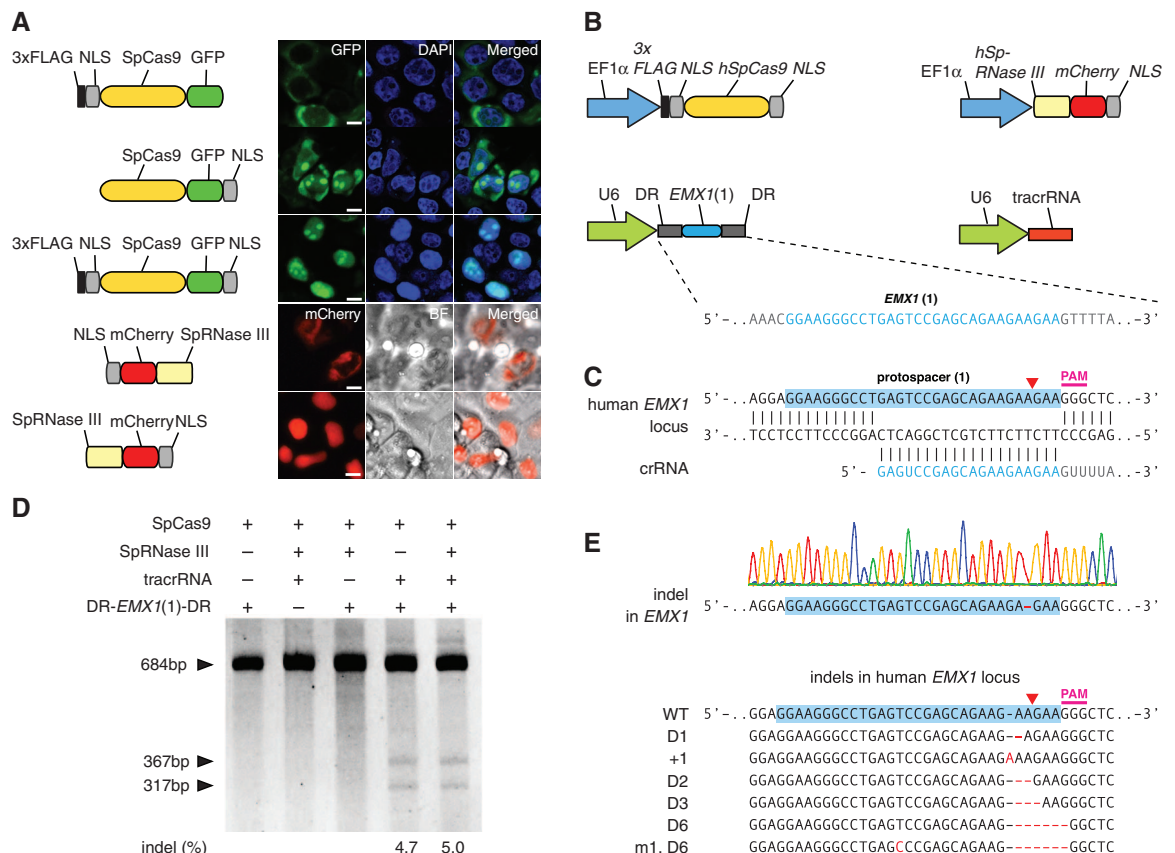 A
3xFLAG NLS SpCas9 GFP
GFP DAPI Merged
SpCas9 GFP NLS
3xFLAG NLS SpCas9 GFP NLS
mCherry BF Merged
NLS mCherry SpRNase III
SpRNase III mCherry NLS
B
EF1α 3x FLAG NLS hSpCas9 NLS
EF1α hSp-RNase III mCherry NLS
U6 DR EMX1(1) DR
U6 tracrRNA
EMX1 (1)
5'-..AAACGGAAGGGCCTGAGTCCGAGCAGAAGAAGAAGTTTTA..-3'
C
protospacer (1) PAM
human EMX1 locus
5'-..AGGAGGAAGGGCCTGAGTCCGAGCAGAAGAAGAAGGGCTC..-3'
3'-..TCCTCCTTCCCGGACTCAGGCTCGTCTTCTTCTTCCCGAG..-5'
crRNA 5'- GAGUCCGAGCAGAAGAAGAAGUUUUA..-3'
D
SpCas9 + + + + +
SpRNase III – + + – +
tracrRNA – + – + +
DR-EMX1(1)-DR + – + + +
684bp
367bp
317bp
indel (%) 4.7 5.0
E
indel in EMX1
5'-..AGGAGGAAGGGCCTGAGTCCGAGCAGAAGA-GAAGGGCTC..-3'
indels in human EMX1 locus
PAM
WT 5'-..GGAGGAAGGGCCTGAGTCCGAGCAGAAG-AAGAAGGGCTC..-3'
D1 GGAGGAAGGGCCTGAGTCCGAGCAGAAG--AGAAGGGCTC
+1 GGAGGAAGGGCCTGAGTCCGAGCAGAAGAAAGAAGGGCTC
D2 GGAGGAAGGGCCTGAGTCCGAGCAGAAG---GAAGGGCTC
D3 GGAGGAAGGGCCTGAGTCCGAGCAGAAG----AAGGGCTC
D6 GGAGGAAGGGCCTGAGTCCGAGCAGAAG-------GGCTC
m1, D6 GGAGGAAGGGCCTGAGCCCGAGCAGAAG-------GGCTC